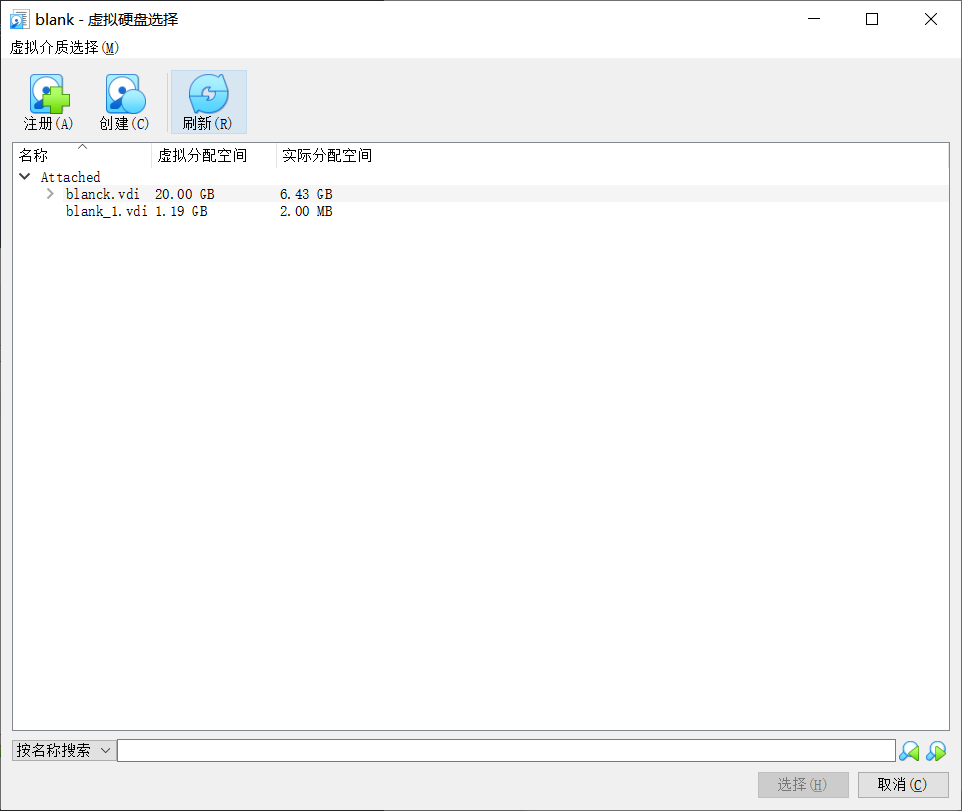 blank - 虚拟硬盘选择
虚拟介质选择(M)
注册(A) 创建(C) 刷新(R)
名称 虚拟分配空间 实际分配空间
Attached
blanck.vdi 20.00 GB 6.43 GB
blank_1.vdi 1.19 GB 2.00 MB
按名称搜索
选择(H) 取消(C)